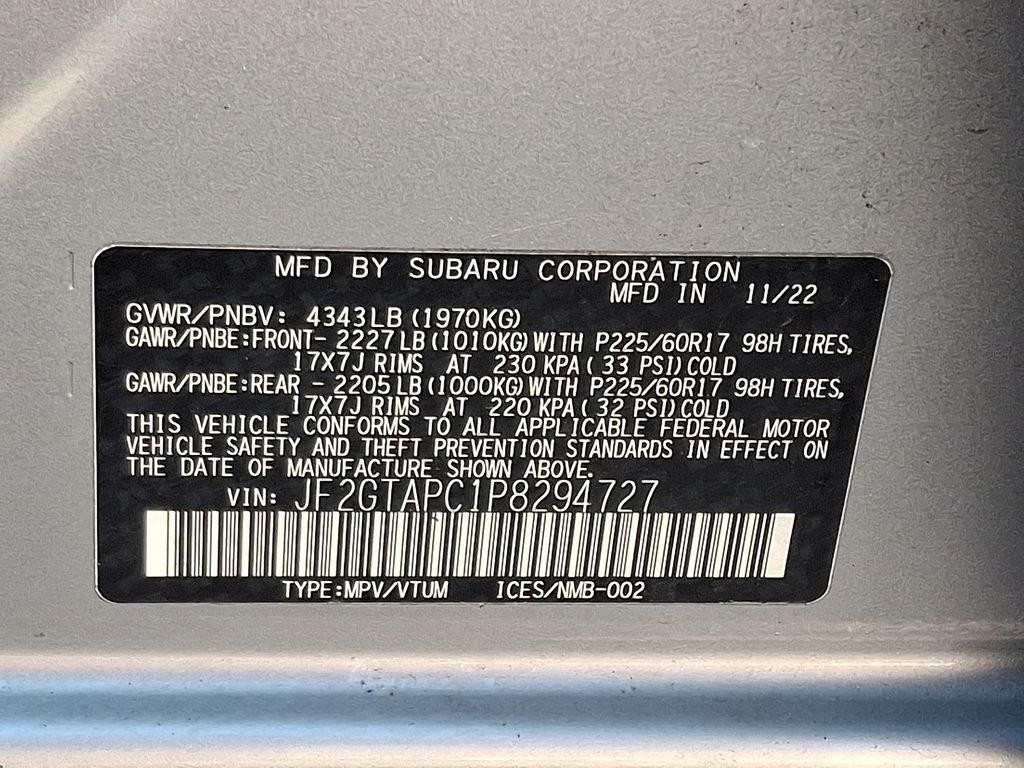 MFD BY SUBARU CORPORATION
MFD IN 11/22
GVWR/PNBV: 4343LB (1970KG)
GAWR/PNBE:FRONT- 2227LB (1010KG) WITH P225/60R17 98H TIRES,
17X7J RIMS AT 230 KPA( 33 PSI) COLD
GAWR/PNBE:REAR - 2205LB (1000KG) WITH P225/60R17 98H TIRES,
17X7J RIMS AT 220 KPA( 32 PSI) COLD
THIS VEHICLE CONFORMS TO ALL APPLICABLE FEDERAL MOTOR
VEHICLE SAFETY AND THEFT PREVENTION STANDARDS IN EFFECT ON
THE DATE OF MANUFACTURE SHOWN ABOVE.
VIN: JF2GTAPC1P8294727
TYPE:MPV/VTUM ICES/NMB-002